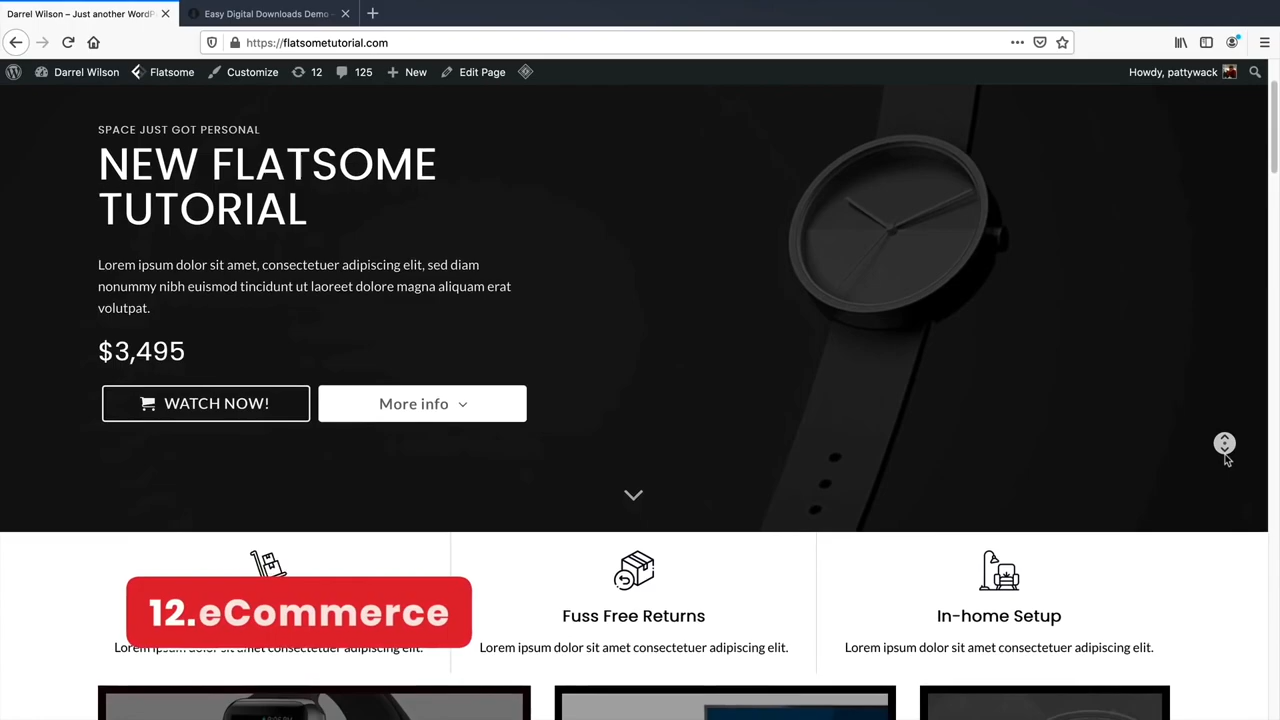 Darrel Wilson – Just another WordP
Easy Digital Downloads Demo -
https://flatsometutorial.com
Darrel Wilson
Flatsome
Customize
12
125
New
Edit Page
Howdy, pattywack
SPACE JUST GOT PERSONAL
NEW FLATSOME
TUTORIAL
Lorem ipsum dolor sit amet, consectetuer adipiscing elit, sed diam
nonummy nibh euismod tincidunt ut laoreet dolore magna aliquam erat
volutpat.
$3,495
WATCH NOW!
More info
12.eCommerce
Lorem ipsum dolor sit amet consectetuer adipiscing elit.
Fuss Free Returns
Lorem ipsum dolor sit amet consectetuer adipiscing elit.
In-home Setup
Lorem ipsum dolor sit amet consectetuer adipiscing elit.